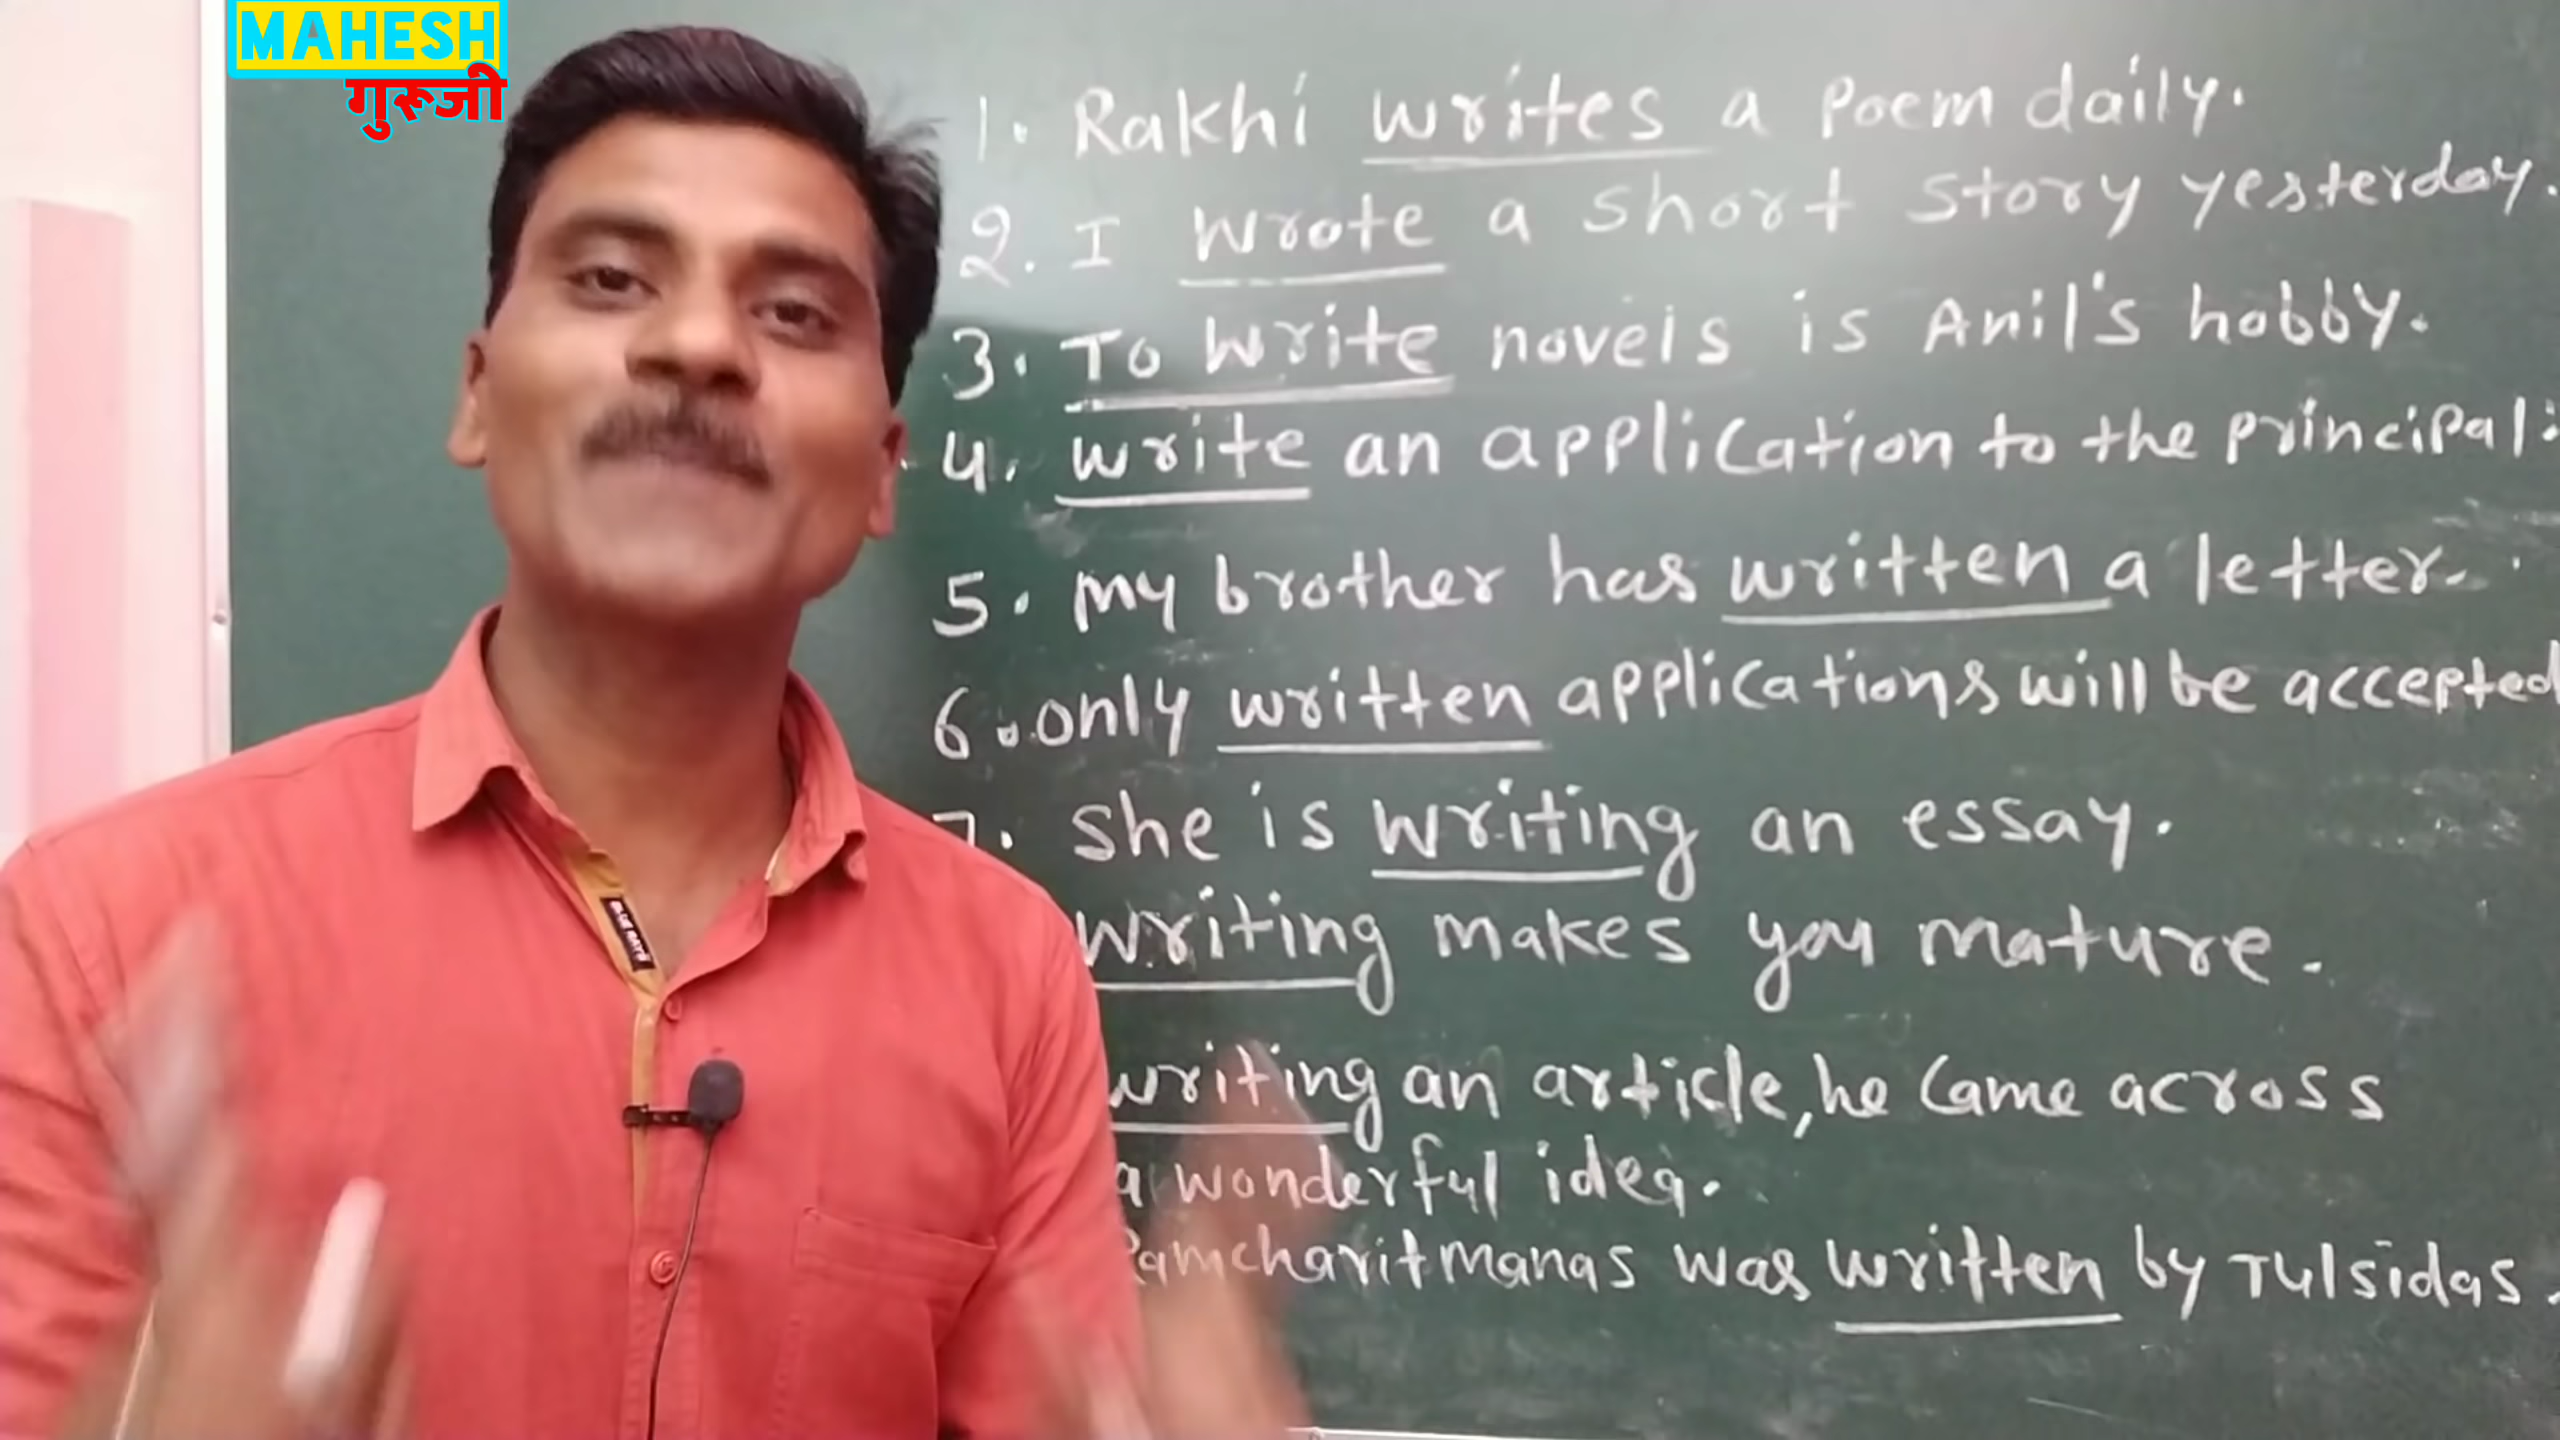 MAHESH
गुरूजी
1. Rakhi writes a poem daily.
2. I wrote a short story yesterday.
3. To write novels is Anil's hobby.
4. write an application to the principal.
5. my brother has written a letter.
6. only written applications will be accepted
7. she is writing an essay.
writing makes you mature.
writing an article, he came across
a wonderful idea.
Ramcharitmanas was written by Tulsidas.